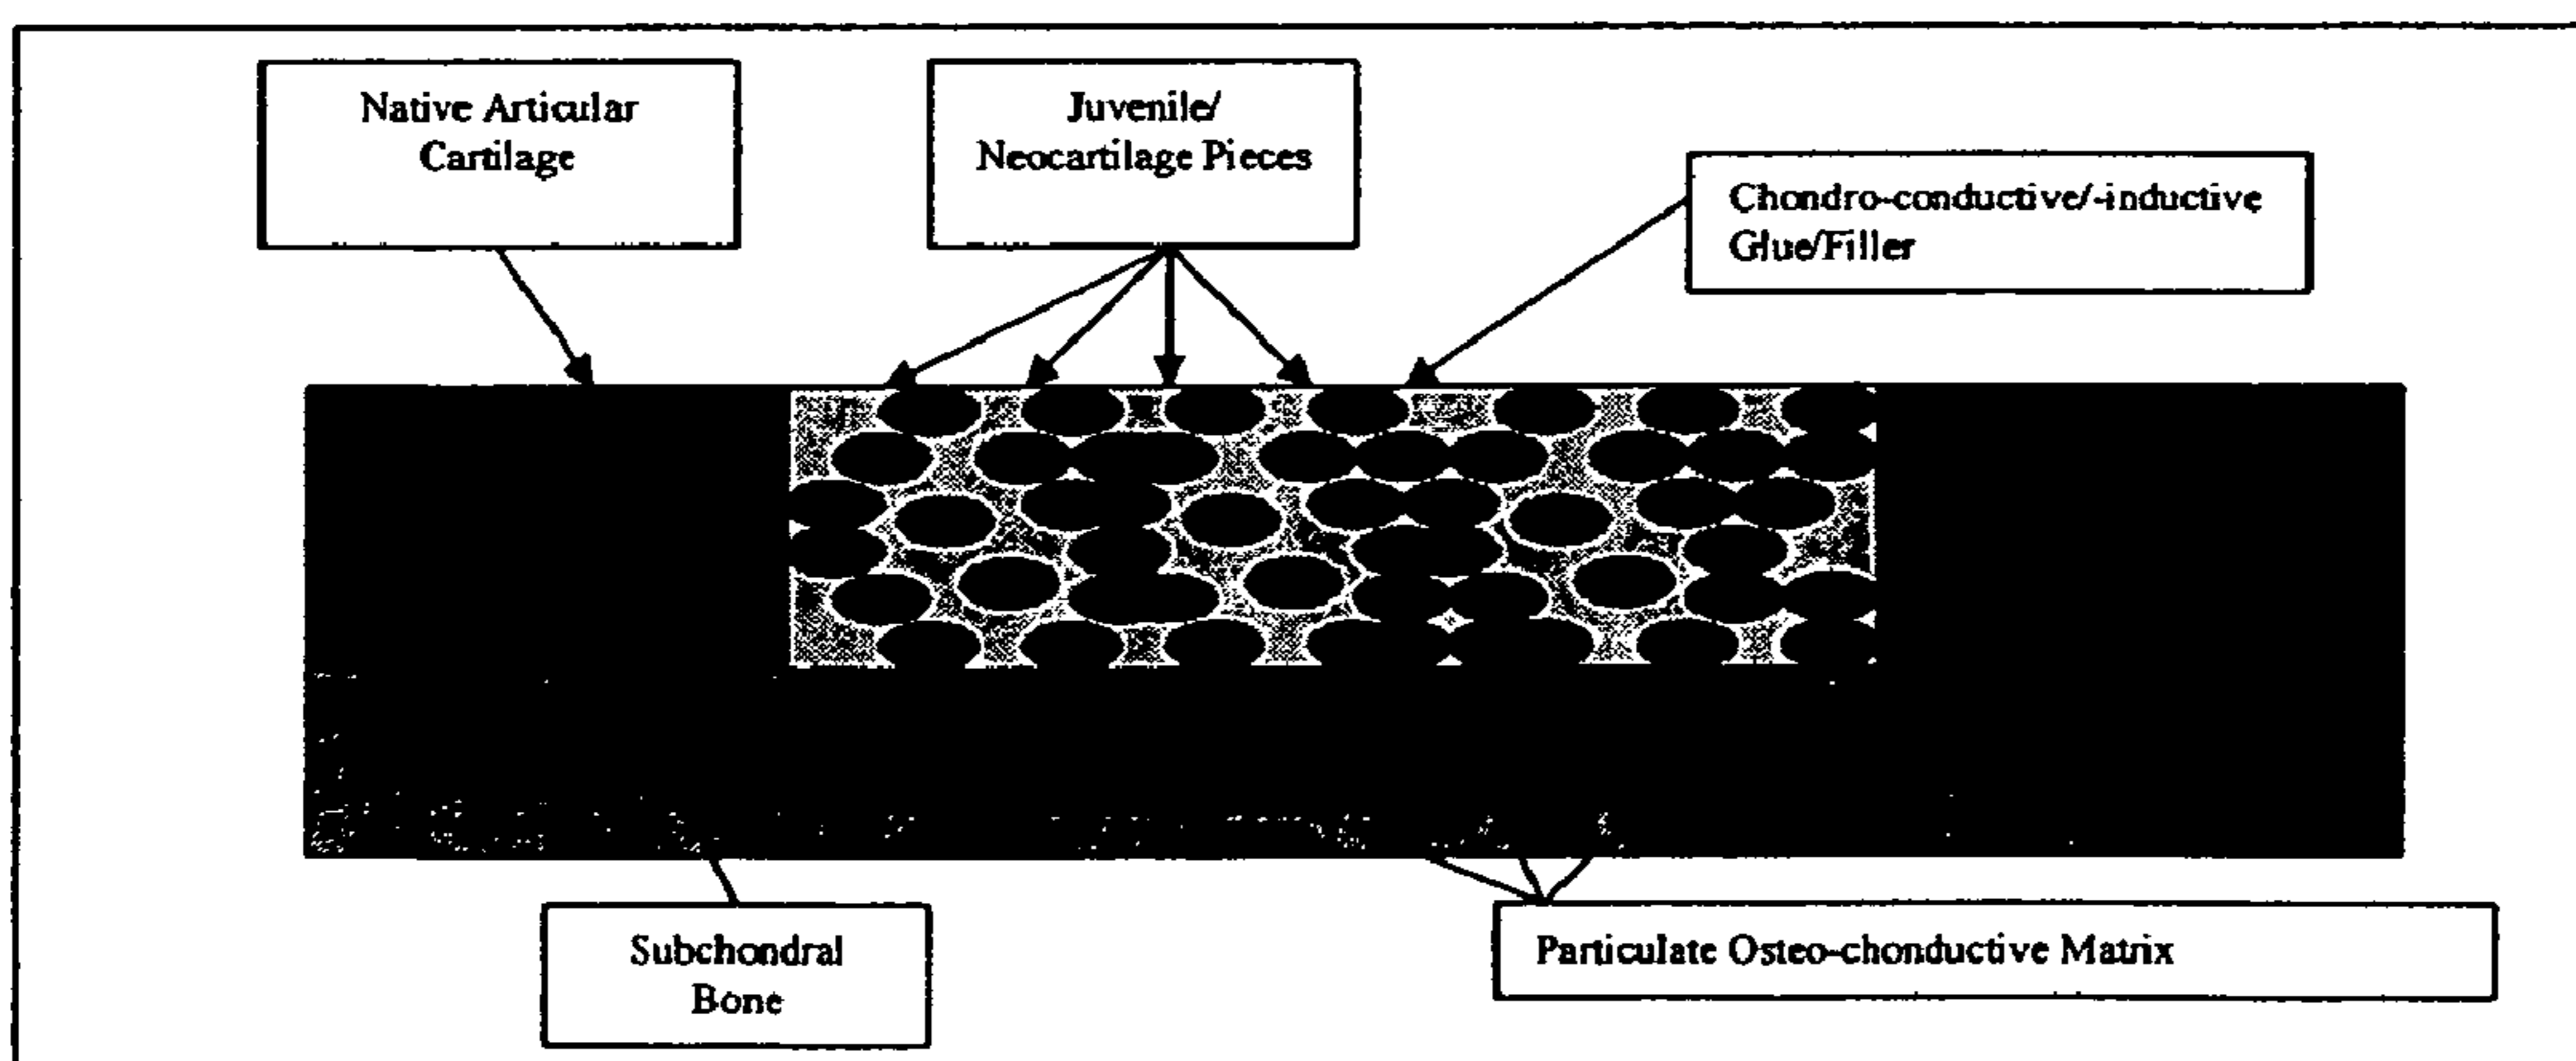 Native Articular
Cartilage
Juvenile/
Neocartilage Pieces
Chondro-conductive/-inductive
Glue/Filler
Subchondral
Bone
Particulate Osteo-chonductive Matrix